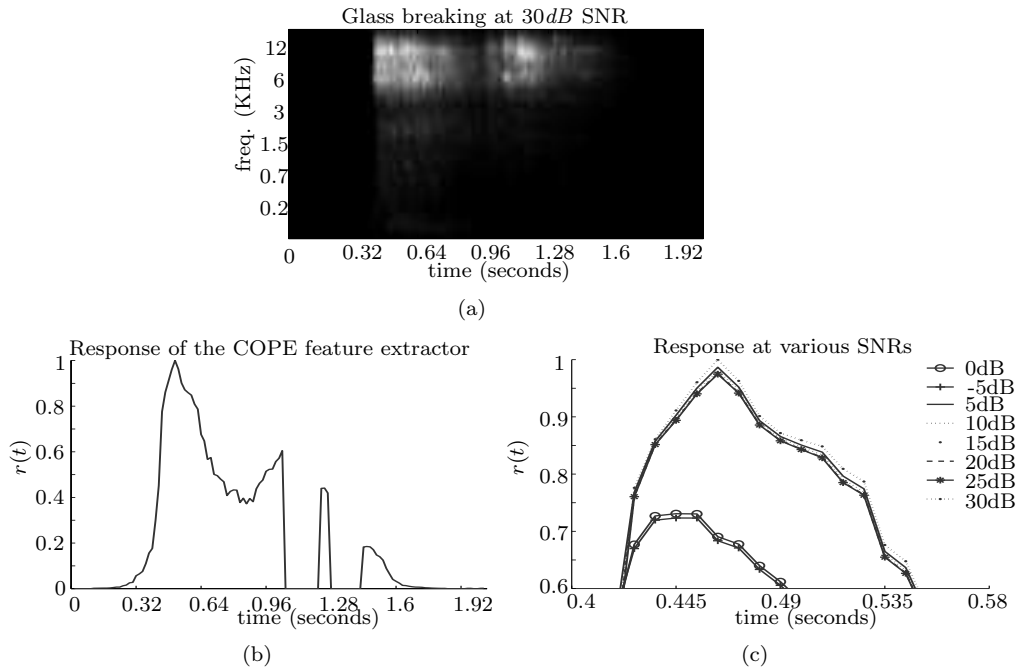 Glass breaking at 30dB SNR
freq. (KHz)
12
6
3
1.5
0.7
0.2
0 0.32 0.64 0.96 1.28 1.6 1.92
time (seconds)
(a)
Response of the COPE feature extractor
r(t)
1
0.8
0.6
0.4
0.2
0
0 0.32 0.64 0.96 1.28 1.6 1.92
time (seconds)
(b)
Response at various SNRs
r(t)
1
0.9
0.8
0.7
0.6
0.4 0.445 0.49 0.535 0.58
time (seconds)
0dB
-5dB
5dB
10dB
15dB
20dB
25dB
30dB
(c)